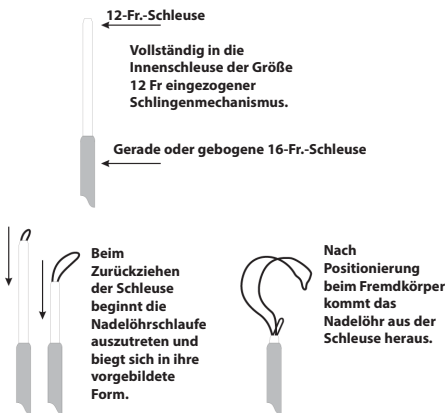 12-Fr.-Schleuse
Vollständig in die
Innenschleuse der Größe
12 Fr eingezogener
Schlingenmechanismus.
Gerade oder gebogene 16-Fr.-Schleuse
Beim
Zurückziehen
der Schleuse
beginnt die
Nadelöhrschlaufe
auszutreten und
biegt sich in ihre
vorgebildete
Form.
Nach
Positionierung
beim Fremdkörper
kommt das
Nadelöhr aus der
Schleuse heraus.